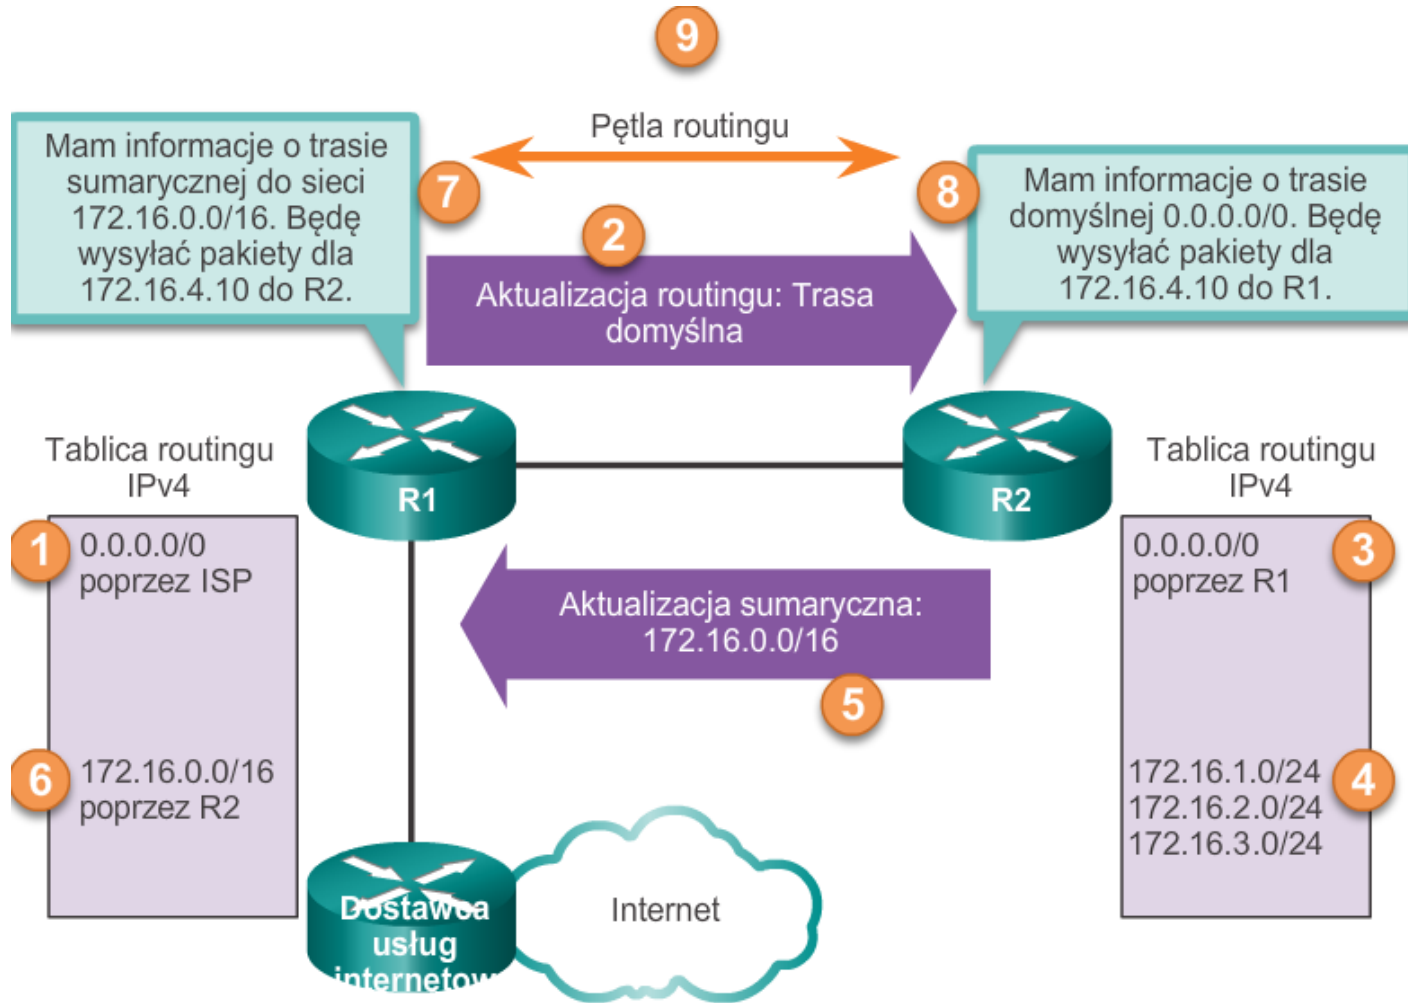 9
Pętla routingu
Mam informacje o trasie
sumarycznej do sieci
172.16.0.0/16. Będę
wysyłać pakiety dla
172.16.4.10 do R2.
7
8
Mam informacje o trasie
domyślnej 0.0.0.0/0. Będę
wysyłać pakiety dla
172.16.4.10 do R1.
2
Aktualizacja routingu: Trasa
domyślna
Tablica routingu
IPv4
R1
R2
Tablica routingu
IPv4
1
0.0.0.0/0
poprzez ISP
0.0.0.0/0
poprzez R1
3
Aktualizacja sumaryczna:
172.16.0.0/16
5
6
172.16.0.0/16
poprzez R2
172.16.1.0/24
172.16.2.0/24
172.16.3.0/24
4
Dostawca
usług
internetow
Internet